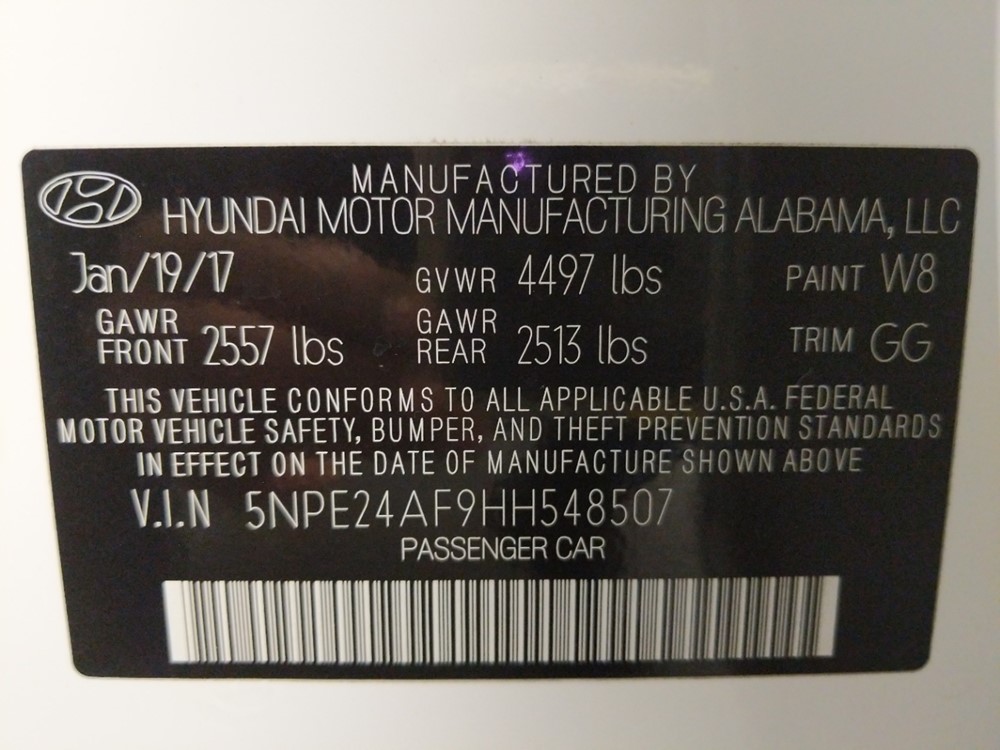 MANUFACTURED BY
HYUNDAI MOTOR MANUFACTURING ALABAMA, LLC
Jan/19/17 GVWR 4497 lbs PAINT W8
GAWR FRONT 2557 lbs GAWR REAR 2513 lbs TRIM GG
THIS VEHICLE CONFORMS TO ALL APPLICABLE U.S.A. FEDERAL
MOTOR VEHICLE SAFETY, BUMPER, AND THEFT PREVENTION STANDARDS
IN EFFECT ON THE DATE OF MANUFACTURE SHOWN ABOVE
V.I.N 5NPE24AF9HH548507
PASSENGER CAR